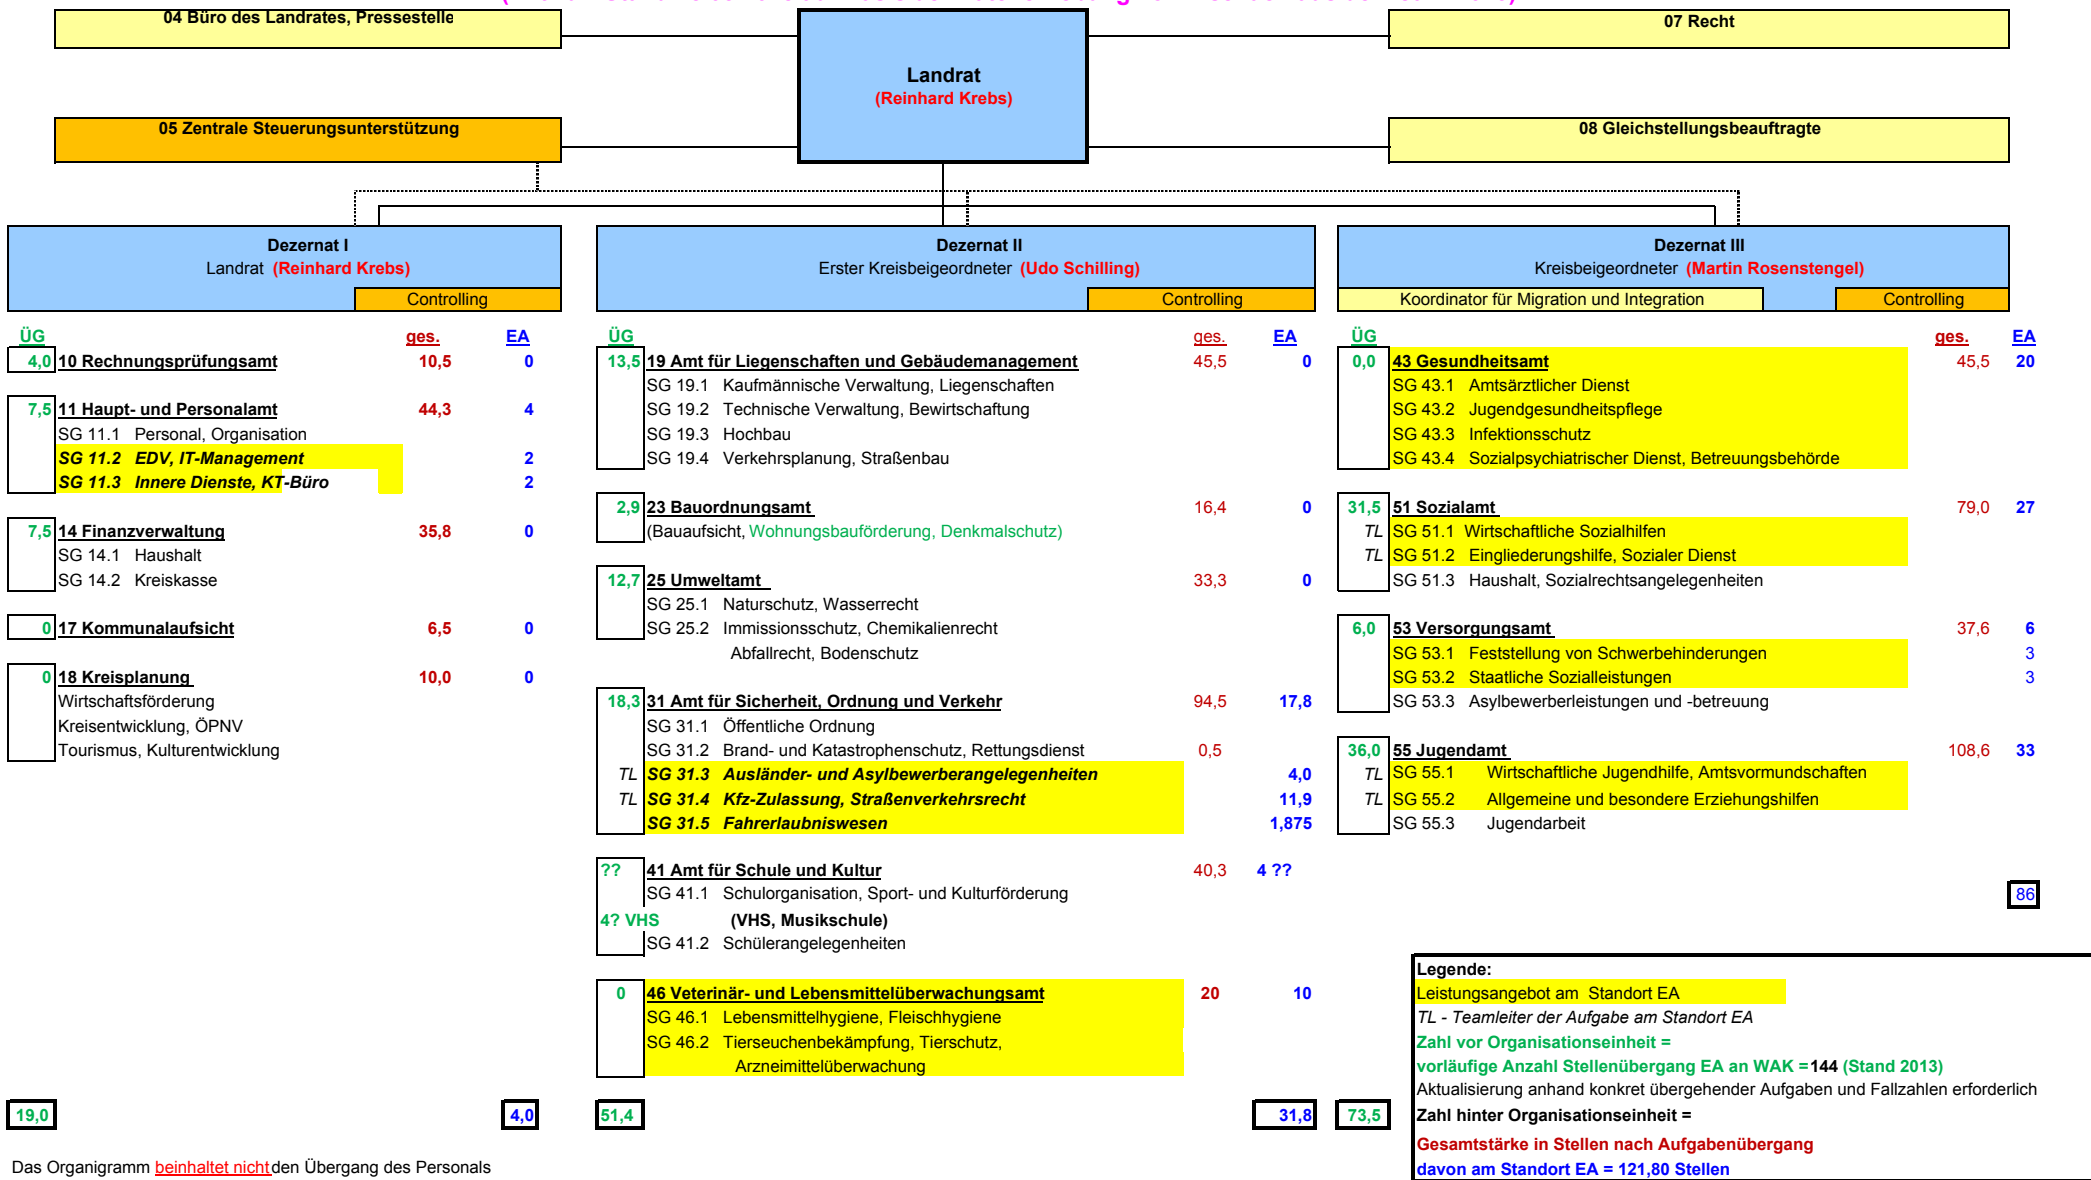 04 Büro des Landrates, Pressestelle
07 Recht
Landrat
(Reinhard Krebs)
05 Zentrale Steuerungsunterstützung
08 Gleichstellungsbeauftragte
Dezernat I
Landrat (Reinhard Krebs)
Controlling
ÜG ges. EA
4,0 10 Rechnungsprüfungsamt 10,5 0
7,5 11 Haupt- und Personalamt 44,3 4
SG 11.1 Personal, Organisation
SG 11.2 EDV, IT-Management 2
SG 11.3 Innere Dienste, KT-Büro 2
7,5 14 Finanzverwaltung 35,8 0
SG 14.1 Haushalt
SG 14.2 Kreiskasse
0 17 Kommunalaufsicht 6,5 0
0 18 Kreisplanung 10,0 0
Wirtschaftsförderung
Kreisentwicklung, ÖPNV
Tourismus, Kulturentwicklung
19,0 4,0
Dezernat II
Erster Kreisbeigeordneter (Udo Schilling)
Controlling
ÜG ges. EA
13,5 19 Amt für Liegenschaften und Gebäudemanagement 45,5 0
SG 19.1 Kaufmännische Verwaltung, Liegenschaften
SG 19.2 Technische Verwaltung, Bewirtschaftung
SG 19.3 Hochbau
SG 19.4 Verkehrsplanung, Straßenbau
2,9 23 Bauordnungsamt 16,4 0
(Bauaufsicht, Wohnungsbauförderung, Denkmalschutz)
12,7 25 Umweltamt 33,3 0
SG 25.1 Naturschutz, Wasserrecht
SG 25.2 Immissionsschutz, Chemikalienrecht
Abfallrecht, Bodenschutz
18,3 31 Amt für Sicherheit, Ordnung und Verkehr 94,5 17,8
SG 31.1 Öffentliche Ordnung
SG 31.2 Brand- und Katastrophenschutz, Rettungsdienst 0,5
TL SG 31.3 Ausländer- und Asylbewerberangelegenheiten 4,0
TL SG 31.4 Kfz-Zulassung, Straßenverkehrsrecht 11,9
SG 31.5 Fahrerlaubniswesen 1,875
?? 41 Amt für Schule und Kultur 40,3 4 ??
SG 41.1 Schulorganisation, Sport- und Kulturförderung
4? VHS (VHS, Musikschule)
SG 41.2 Schülerangelegenheiten
0 46 Veterinär- und Lebensmittelüberwachungsamt 20 10
SG 46.1 Lebensmittelhygiene, Fleischhygiene
SG 46.2 Tierseuchenbekämpfung, Tierschutz,
Arzneimittelüberwachung
51,4 31,8
Dezernat III
Kreisbeigeordneter (Martin Rosenstengel)
Koordinator für Migration und Integration Controlling
ÜG ges. EA
0,0 43 Gesundheitsamt 45,5 20
SG 43.1 Amtsärztlicher Dienst
SG 43.2 Jugendgesundheitspflege
SG 43.3 Infektionsschutz
SG 43.4 Sozialpsychiatrischer Dienst, Betreuungsbehörde
31,5 51 Sozialamt 79,0 27
TL SG 51.1 Wirtschaftliche Sozialhilfen
TL SG 51.2 Eingliederungshilfe, Sozialer Dienst
SG 51.3 Haushalt, Sozialrechtsangelegenheiten
6,0 53 Versorgungsamt 37,6 6
SG 53.1 Feststellung von Schwerbehinderungen 3
SG 53.2 Staatliche Sozialleistungen 3
SG 53.3 Asylbewerberleistungen und -betreuung
36,0 55 Jugendamt 108,6 33
TL SG 55.1 Wirtschaftliche Jugendhilfe, Amtsvormundschaften
TL SG 55.2 Allgemeine und besondere Erziehungshilfen
SG 55.3 Jugendarbeit
86
73,5
Legende:
Leistungsangebot am Standort EA
TL - Teamleiter der Aufgabe am Standort EA
Zahl vor Organisationseinheit =
vorläufige Anzahl Stellenübergang EA an WAK =144 (Stand 2013)
Aktualisierung anhand konkret übergehender Aufgaben und Fallzahlen erforderlich
Zahl hinter Organisationseinheit =
Gesamtstärke in Stellen nach Aufgabenübergang
davon am Standort EA = 121,80 Stellen
Das Organigramm beinhaltet nicht den Übergang des Personals